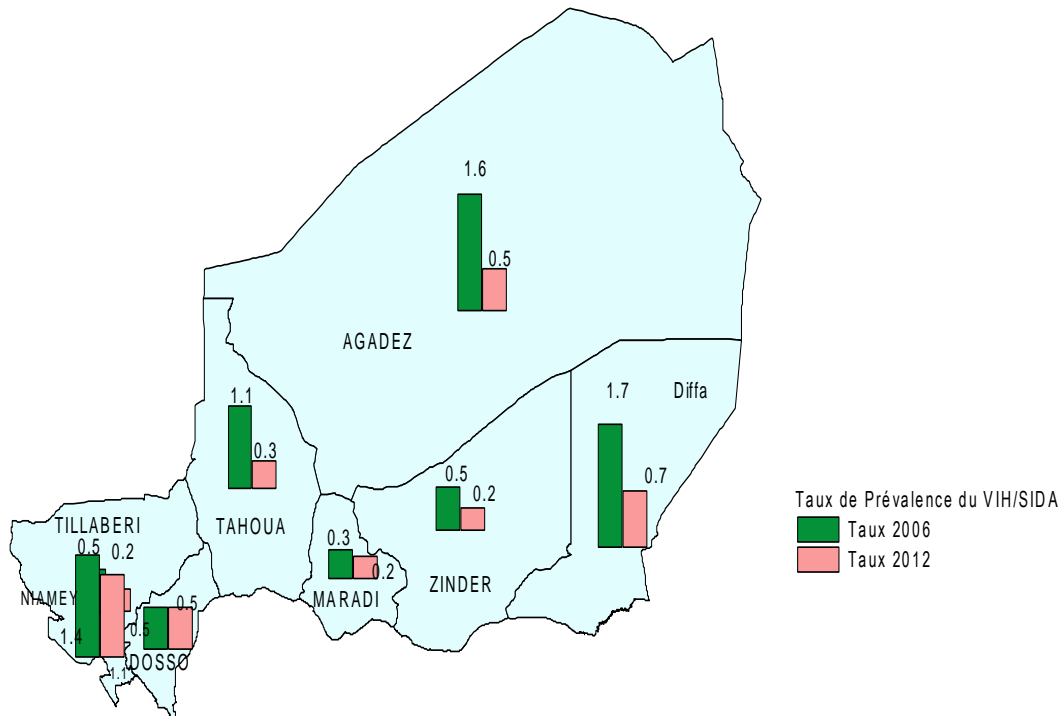 1.6
0.5
AGADEZ
1.7
Diffa
0.7
1.1
0.3
TAHOUA
0.5
0.2
ZINDER
0.3
0.2
MARADI
TILLABERI
0.5
0.2
NIAMEY
1.4
1.1
0.5
0.5
DOSSO
Taux de Prévalence du VIH/SIDA
Taux 2006
Taux 2012